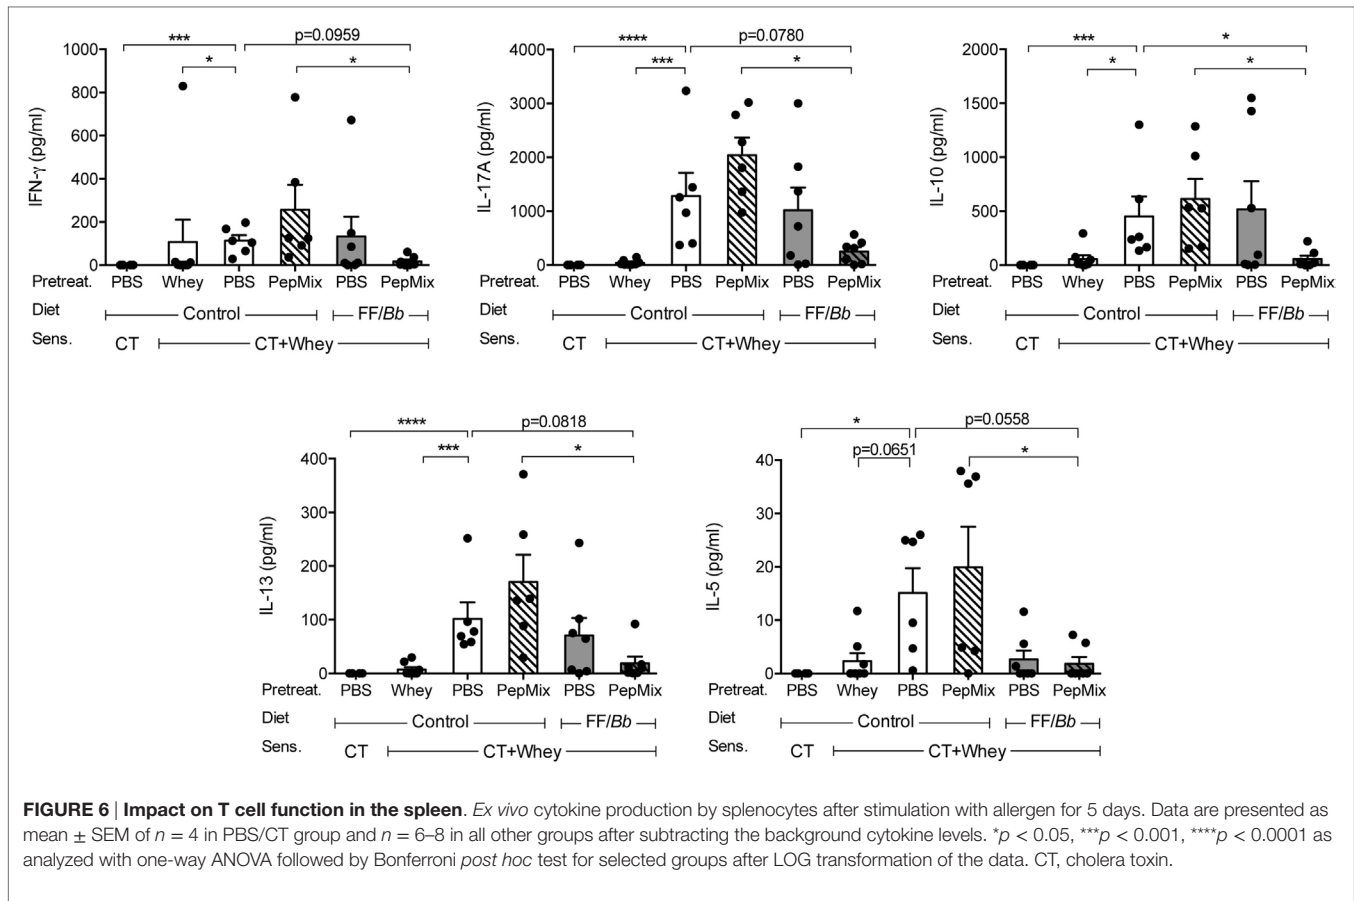 *** p=0.0959
* *
1000
800
600
400
200
0
IFN-γ (pg/ml)
Pretreat. PBS Whey PBS PepMix PBS PepMix
Diet Control FF/Bb
Sens. CT CT+Whey
**** p=0.0780
*** *
4000
3000
2000
1000
0
IL-17A (pg/ml)
PBS Whey PBS PepMix PBS PepMix
Control FF/Bb
CT CT+Whey
*** *
* *
1500
1000
500
0
2000
IL-10 (pg/ml)
PBS Whey PBS PepMix PBS PepMix
Control FF/Bb
CT CT+Whey
**** p=0.0818
*** *
400
300
200
100
0
IL-13 (pg/ml)
Pretreat. PBS Whey PBS PepMix PBS PepMix
Diet Control FF/Bb
Sens. CT CT+Whey
* p=0.0558
p=0.0651 *
40
30
20
10
0
IL-5 (pg/ml)
Pretreat. PBS Whey PBS PepMix PBS PepMix
Diet Control FF/Bb
Sens. CT CT+Whey
FIGURE 6 | Impact on T cell function in the spleen. Ex vivo cytokine production by splenocytes after stimulation with allergen for 5 days. Data are presented as
mean ± SEM of n = 4 in PBS/CT group and n = 6–8 in all other groups after subtracting the background cytokine levels. *p < 0.05, ***p < 0.001, ****p < 0.0001 as
analyzed with one-way ANOVA followed by Bonferroni post hoc test for selected groups after LOG transformation of the data. CT, cholera toxin.